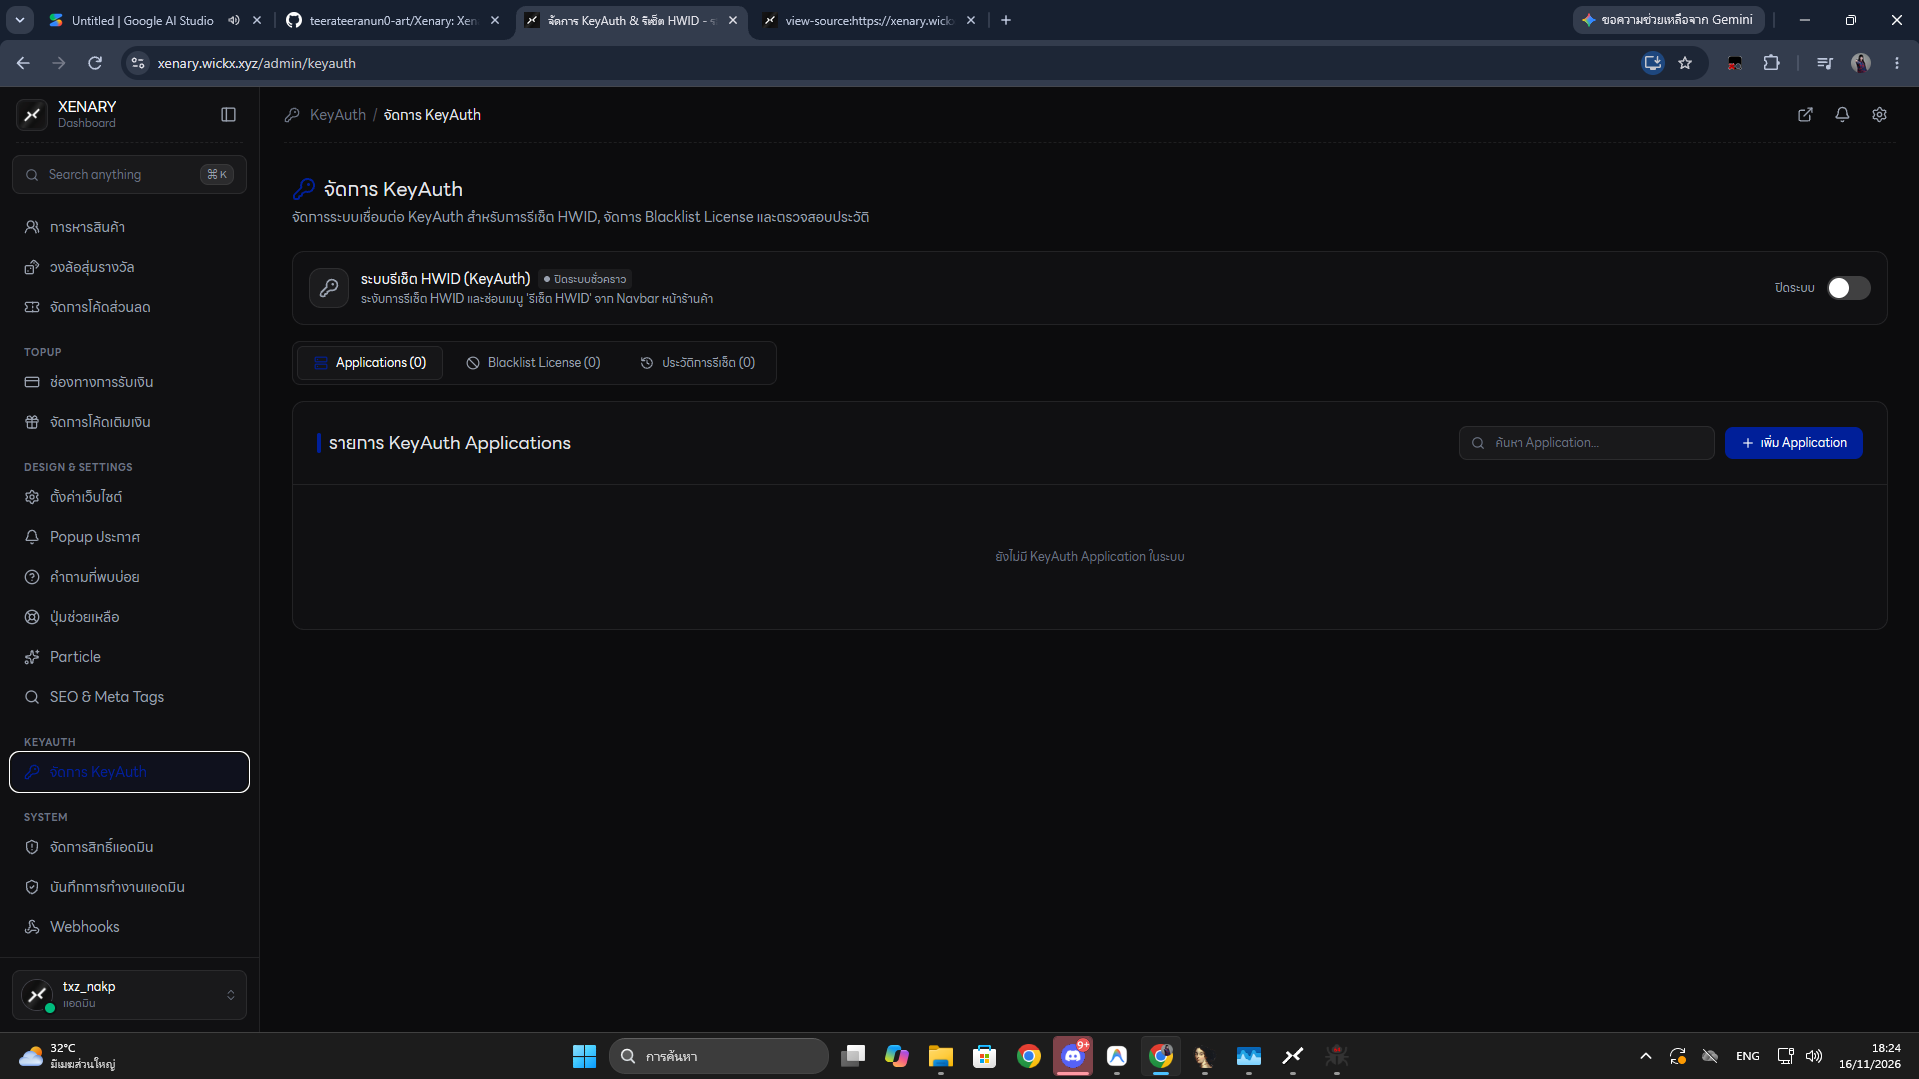 Untitled | Google AI Studio
teerateeranun0-art/Xenary: Xen
จัดการ KeyAuth & รีเซ็ต HWID - ร
view-source:https://xenary.wick
ขอความช่วยเหลือจาก Gemini
xenary.wickx.xyz/admin/keyauth
XENARY
Dashboard
Search anything
⌘ K
การหารสินค้า
วงล้อสุ่มรางวัล
จัดการโค้ดส่วนลด
TOPUP
ช่องทางการรับเงิน
จัดการโค้ดเติมเงิน
DESIGN & SETTINGS
ตั้งค่าเว็บไซต์
Popup ประกาศ
คำถามที่พบบ่อย
ปุ่มช่วยเหลือ
Particle
SEO & Meta Tags
KEYAUTH
จัดการ KeyAuth
SYSTEM
จัดการสิทธิ์แอดมิน
บันทึกการทำงานแอดมิน
Webhooks
txz_nakp
แอดมิน
KeyAuth / จัดการ KeyAuth
จัดการ KeyAuth
จัดการระบบเชื่อมต่อ KeyAuth สำหรับการรีเซ็ต HWID, จัดการ Blacklist License และตรวจสอบประวัติ
ระบบรีเซ็ต HWID (KeyAuth)
ปิดระบบชั่วคราว
ระงับการรีเซ็ต HWID และซ่อนเมนู 'รีเซ็ต HWID' จาก Navbar หน้าร้านค้า
ปิดระบบ
Applications (0)
Blacklist License (0)
ประวัติการรีเซ็ต (0)
รายการ KeyAuth Applications
ค้นหา Application...
+ เพิ่ม Application
ยังไม่มี KeyAuth Application ในระบบ
32°C
มีเมฆส่วนใหญ่
การค้นหา
9+
ENG
18:24
16/11/2026